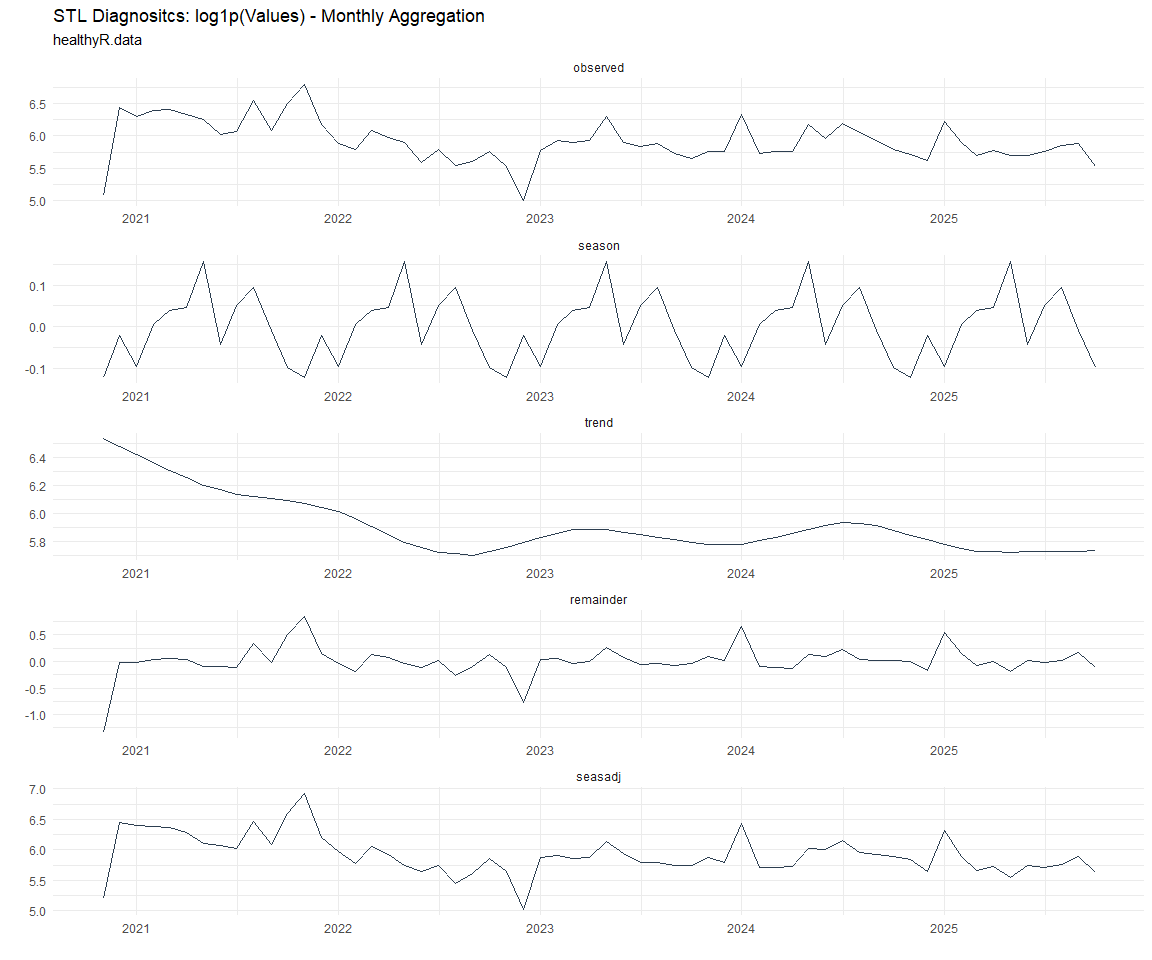 STL Diagnositcs: log1p(Values) - Monthly Aggregation
healthyR.data
observed
6.5
6.0
5.5
5.0
2021 2022 2023 2024 2025
season
0.1
0.0
-0.1
2021 2022 2023 2024 2025
trend
6.4
6.2
6.0
5.8
2021 2022 2023 2024 2025
remainder
0.5
0.0
-0.5
-1.0
2021 2022 2023 2024 2025
seasadj
7.0
6.5
6.0
5.5
5.0
2021 2022 2023 2024 2025